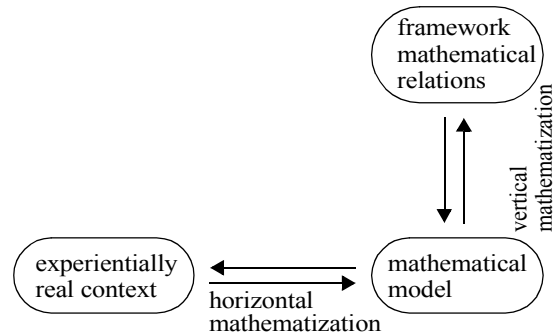 framework
mathematical
relations
vertical
mathematization
experientially
real context
horizontal
mathematization
mathematical
model